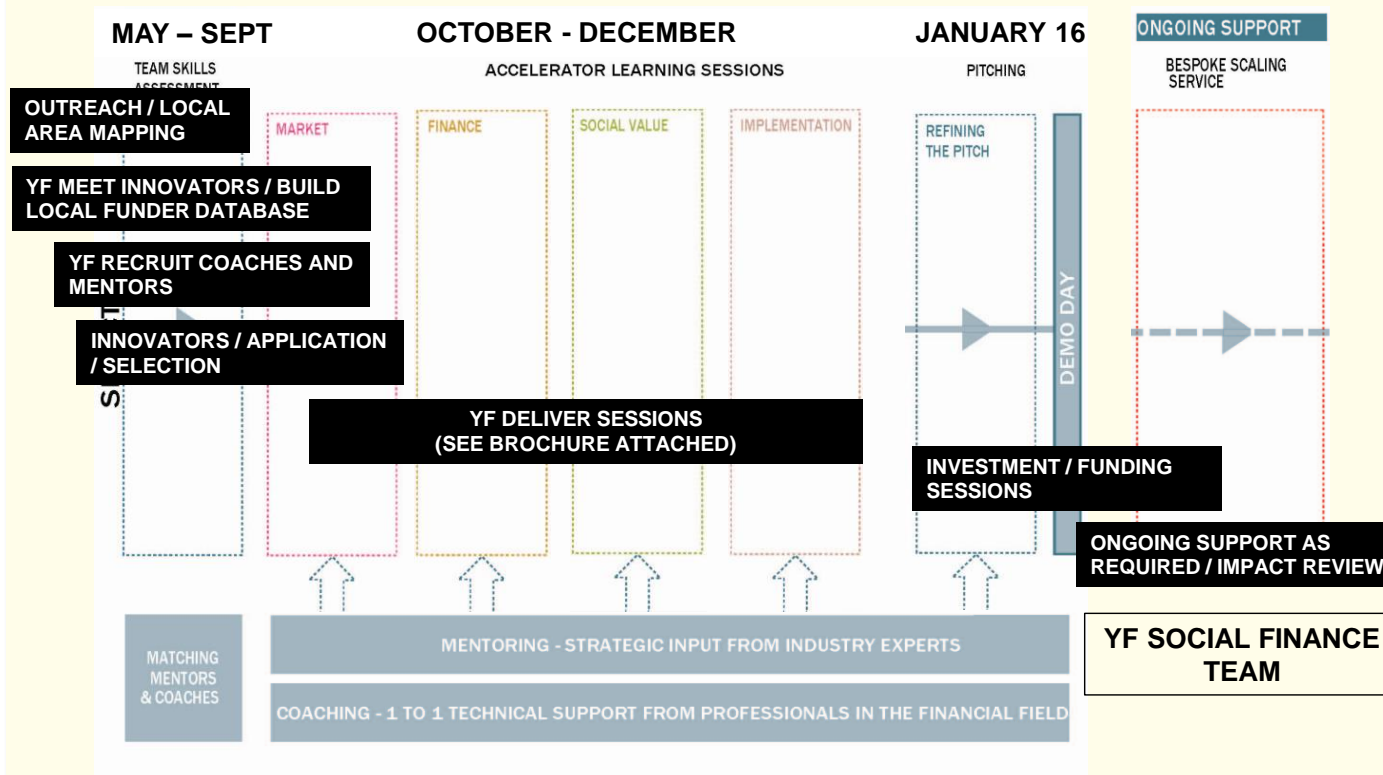 MAY – SEPT
OCTOBER - DECEMBER
JANUARY 16
ONGOING SUPPORT
TEAM SKILLS
ASSESSMENT
ACCELERATOR LEARNING SESSIONS
PITCHING
BESPOKE SCALING
SERVICE
OUTREACH / LOCAL
AREA MAPPING
MARKET
FINANCE
SOCIAL VALUE
IMPLEMENTATION
REFINING
THE PITCH
YF MEET INNOVATORS / BUILD
LOCAL FUNDER DATABASE
YF RECRUIT COACHES AND
MENTORS
INNOVATORS / APPLICATION
/ SELECTION
DEMO DAY
YF DELIVER SESSIONS
(SEE BROCHURE ATTACHED)
INVESTMENT / FUNDING
SESSIONS
ONGOING SUPPORT AS
REQUIRED / IMPACT REVIEW
MATCHING
MENTORS
& COACHES
MENTORING - STRATEGIC INPUT FROM INDUSTRY EXPERTS
COACHING - 1 TO 1 TECHNICAL SUPPORT FROM PROFESSIONALS IN THE FINANCIAL FIELD
YF SOCIAL FINANCE
TEAM